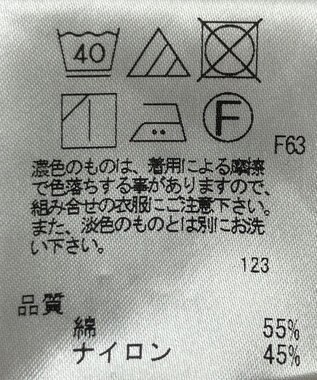 40
F
F63
濃色のものは、着用による摩擦
で色落ちする事がありますので、
組み合せの衣服にご注意下さい。
また、淡色のものとは別にお洗
い下さい。
123
品質
綿 55%
ナイロン 45%